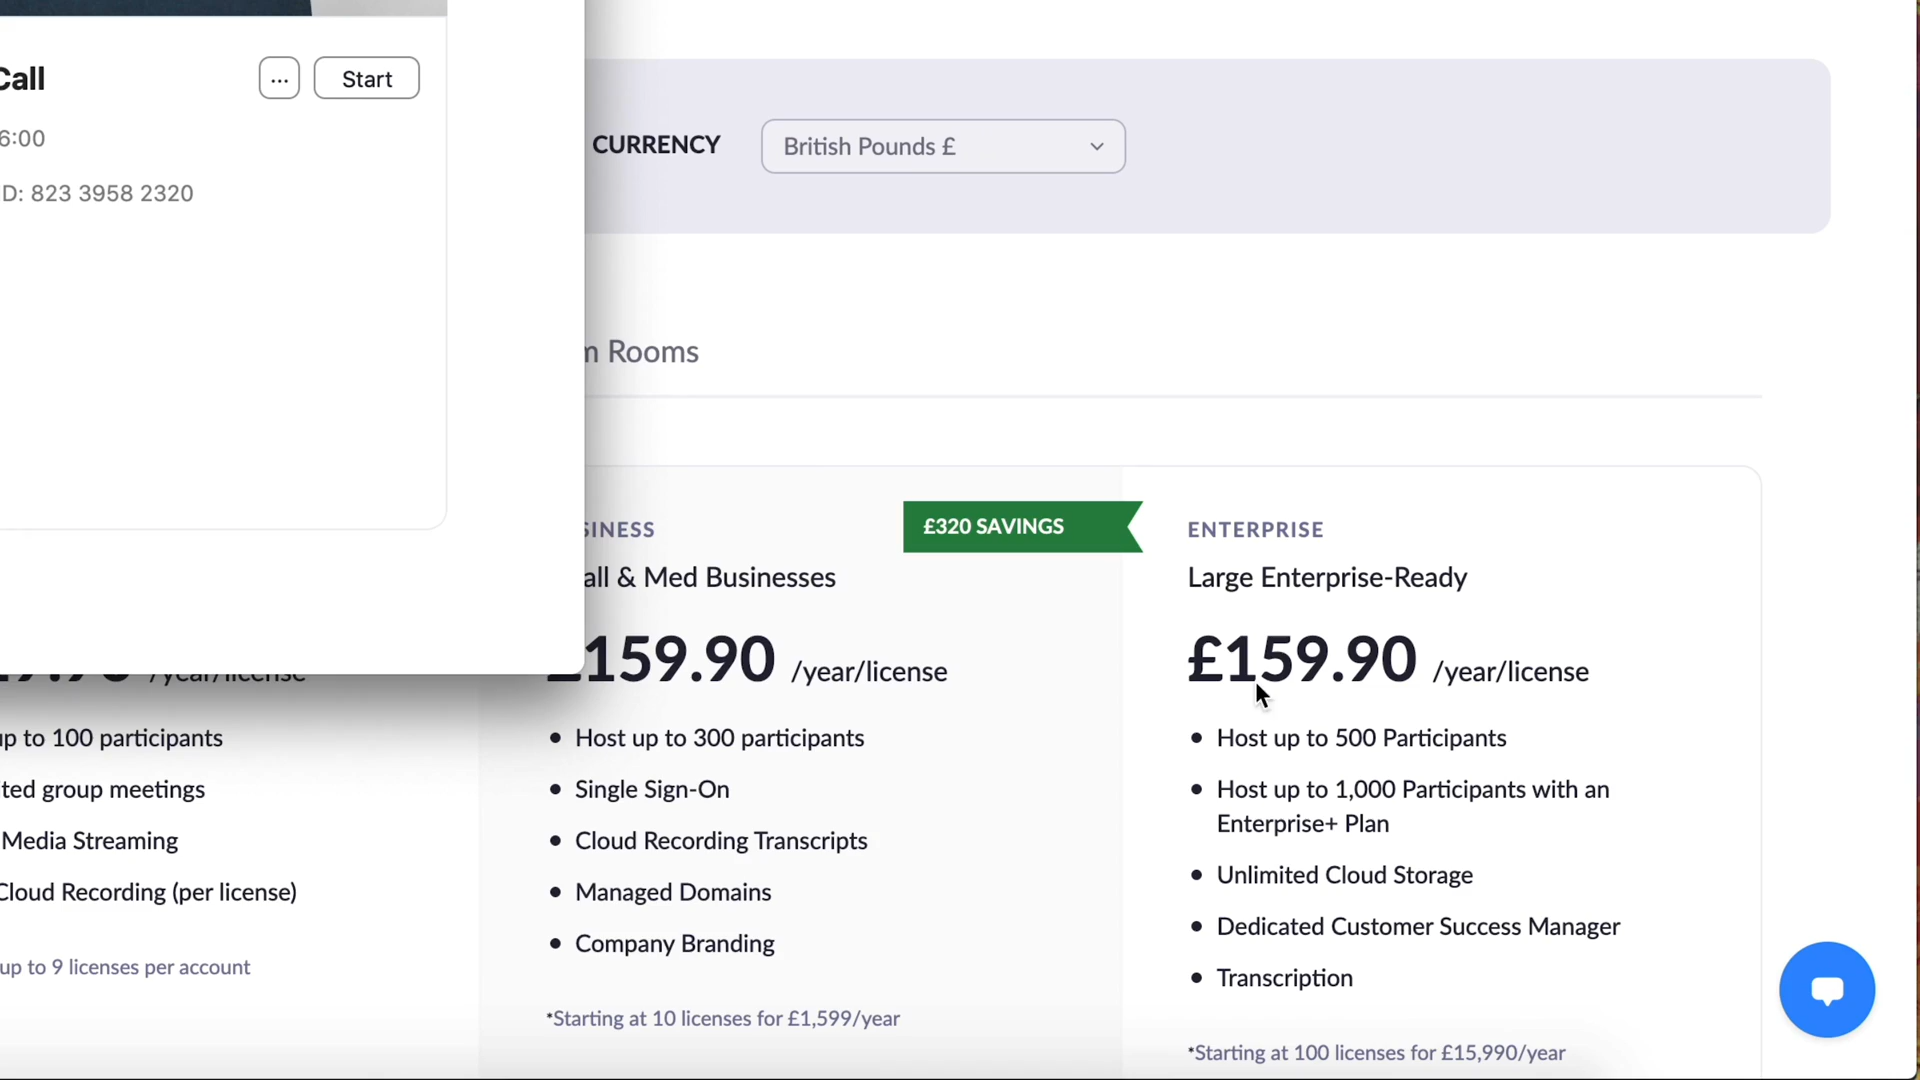 Call
...
Start
6:00
D: 823 3958 2320
CURRENCY
British Pounds £
m Rooms
SINESS
£320 SAVINGS
all & Med Businesses
159.90 /year/license
ENTERPRISE
Large Enterprise-Ready
£159.90 /year/license
/year/license
up to 100 participants
ted group meetings
Media Streaming
Cloud Recording (per license)
up to 9 licenses per account
• Host up to 300 participants
• Single Sign-On
• Cloud Recording Transcripts
• Managed Domains
• Company Branding
*Starting at 10 licenses for £1,599/year
• Host up to 500 Participants
• Host up to 1,000 Participants with an
Enterprise+ Plan
• Unlimited Cloud Storage
• Dedicated Customer Success Manager
• Transcription
*Starting at 100 licenses for £15,990/year